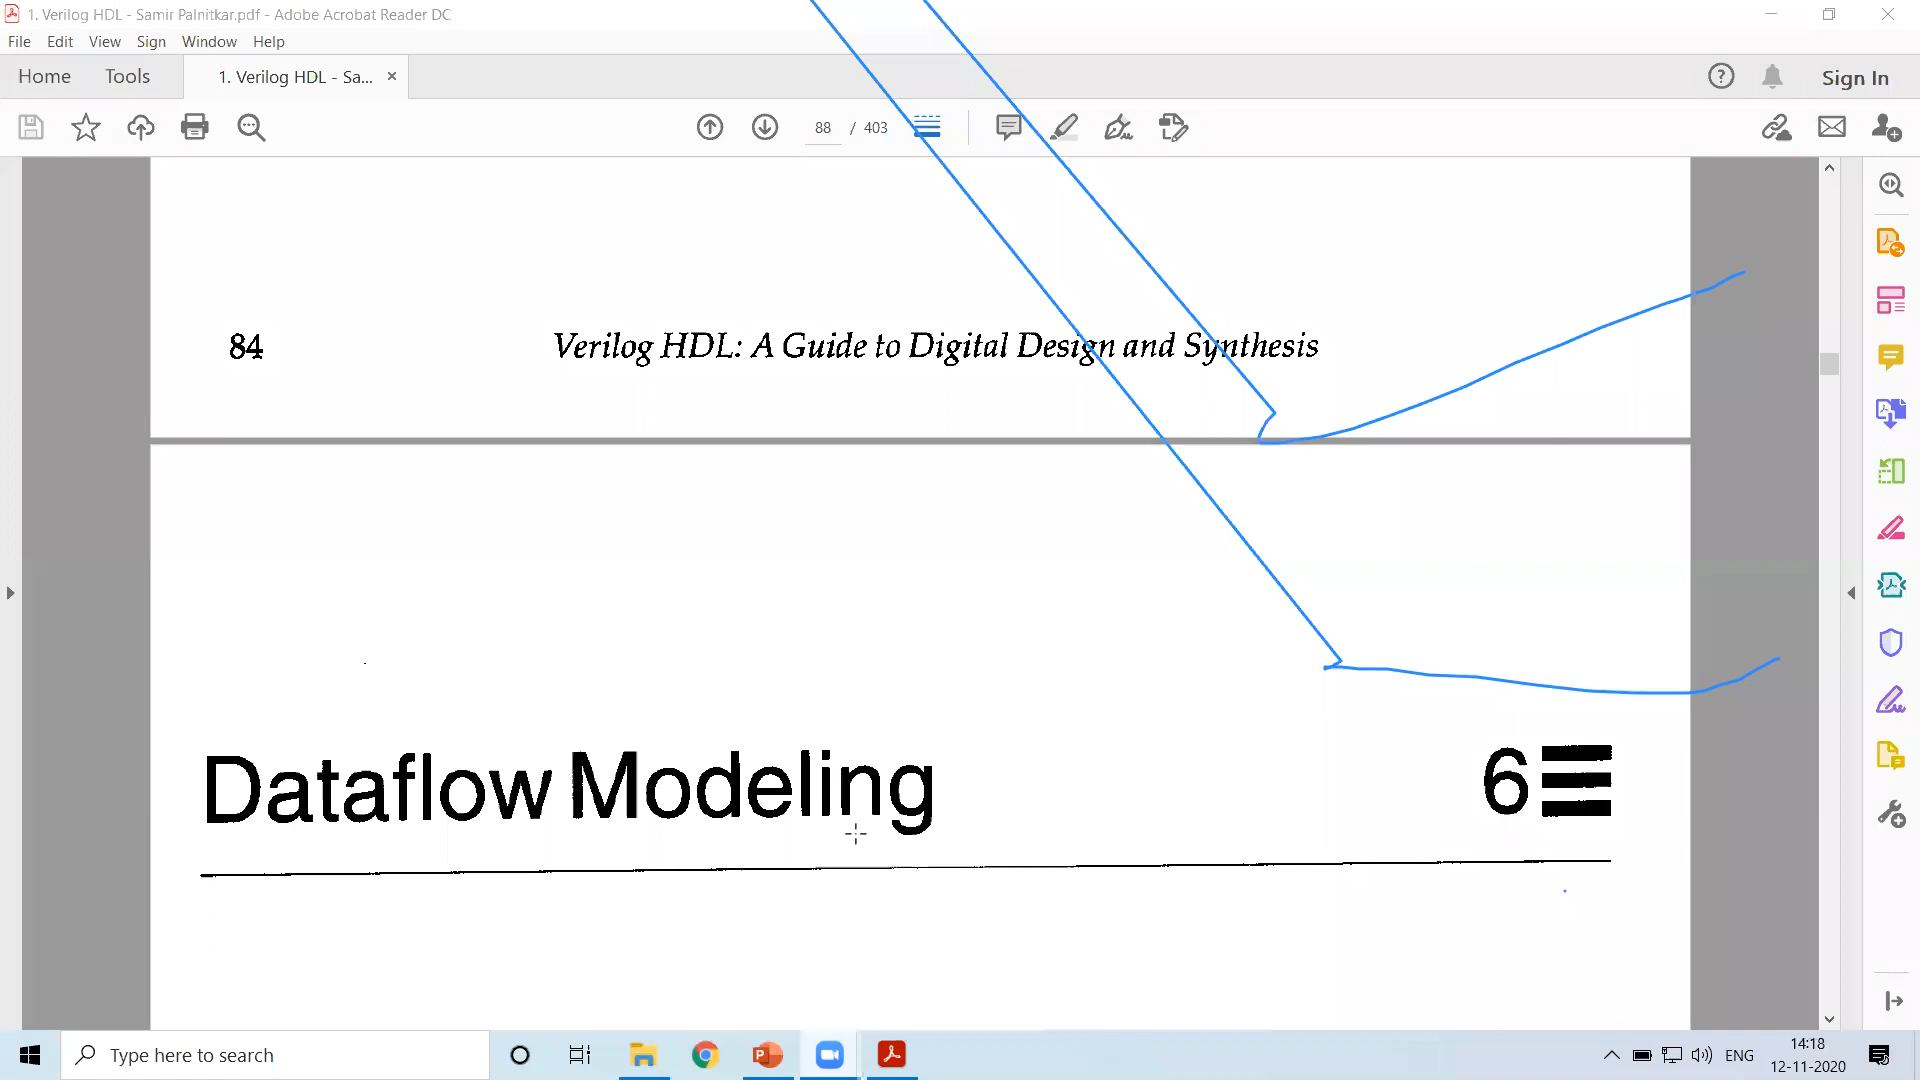 1. Verilog HDL - Samir Palnitkar.pdf - Adobe Acrobat Reader DC
File Edit View Sign Window Help
Home Tools 1. Verilog HDL - Sa... × Sign In
88 / 403
84 Verilog HDL: A Guide to Digital Design and Synthesis
Dataflow Modeling 6
Type here to search
ENG
14:18
12-11-2020